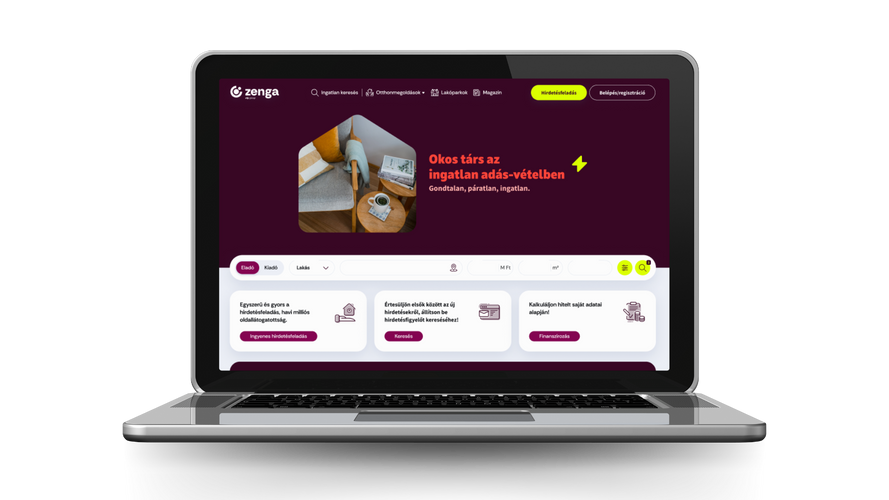 zenga
Ingatlan keresés
Otthonmegoldások
Lakóparkok
Magazin
Hirdetésfeladás
Belépés/regisztráció
Okos társ az
ingatlan adás-vételben
Gondtalan, páratlan, ingatlan.
Eladó
Kiadó
Lakás
M Ft
m²
Egyszerű és gyors a
hirdetésfeladás, havi milliós
oldallátogatottság.
Ingyenes hirdetésfeladás
Értesüljön elsők között az új
hirdetésekről, állítson be
hirdetésfigyelőt kereséséhez!
Keresés
Kalkuláljon hitelt saját adatai
alapján!
Finanszírozás